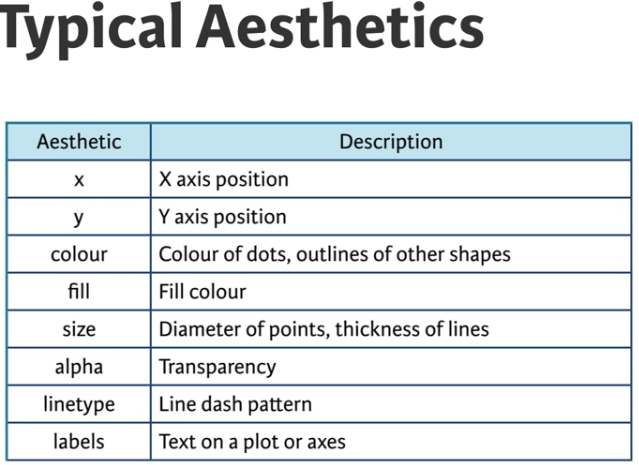 Typical Aesthetics
Aesthetic Description
x X axis position
y Y axis position
colour Colour of dots, outlines of other shapes
fill Fill colour
size Diameter of points, thickness of lines
alpha Transparency
linetype Line dash pattern
labels Text on a plot or axes